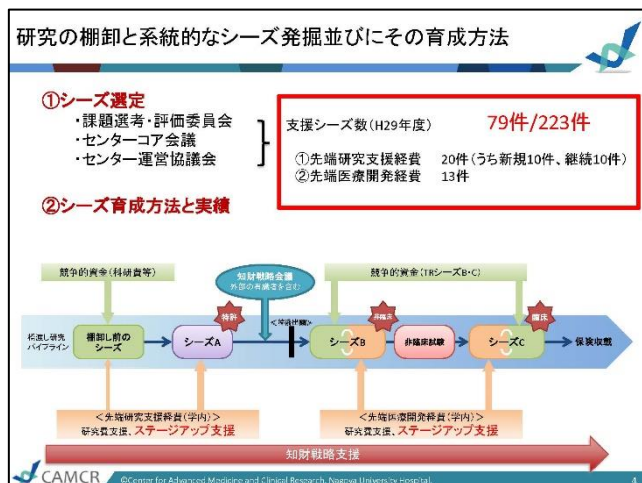 研究の棚卸と系統的なシーズ発掘並びにその育成方法
①シーズ選定
・課題選考・評価委員会
・センターコア会議
・センター運営協議会
支援シーズ数(H29年度) 79件/223件
①先端研究支援経費 20件(うち新規10件、継続10件)
②先端医療開発経費 13件
②シーズ育成方法と実績
競争的資金(科研費等)
知財戦略会議
外部の有識者を含む
競争的資金(TRシーズB・C)
特許
非臨床
臨床
<特許出願>
橋渡し研究
パイプライン
棚卸し前の
シーズ
シーズA
シーズB
非臨床試験
シーズC
保険収載
<先端研究支援経費(学内)>
研究費支援、ステージアップ支援
<先端医療開発経費(学内)>
研究費支援、ステージアップ支援
知財戦略支援
CAMCR
©Center for Advanced Medicine and Clinical Research, Nagoya University Hospital.
4